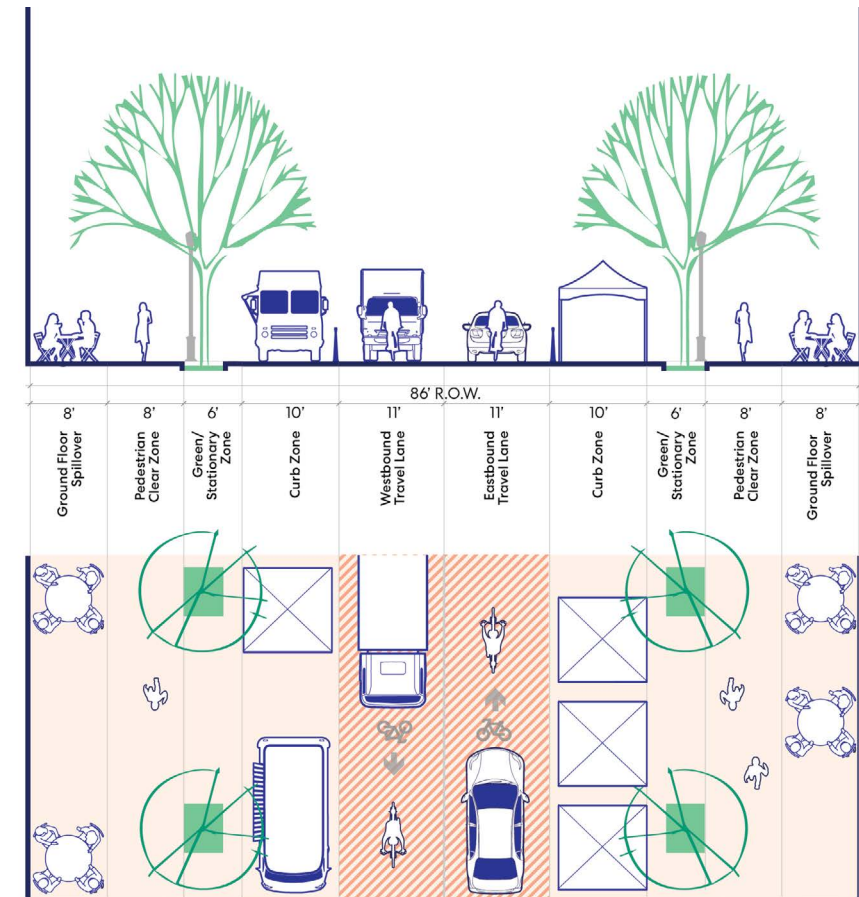 86' R.O.W.
8'
8'
6'
10'
11'
11'
10'
6'
8'
8'
Ground Floor
Spillover
Pedestrian
Clear Zone
Green/
Stationary
Zone
Curb Zone
Westbound
Travel Lane
Eastbound
Travel Lane
Curb Zone
Green/
Stationary
Zone
Pedestrian
Clear Zone
Ground Floor
Spillover